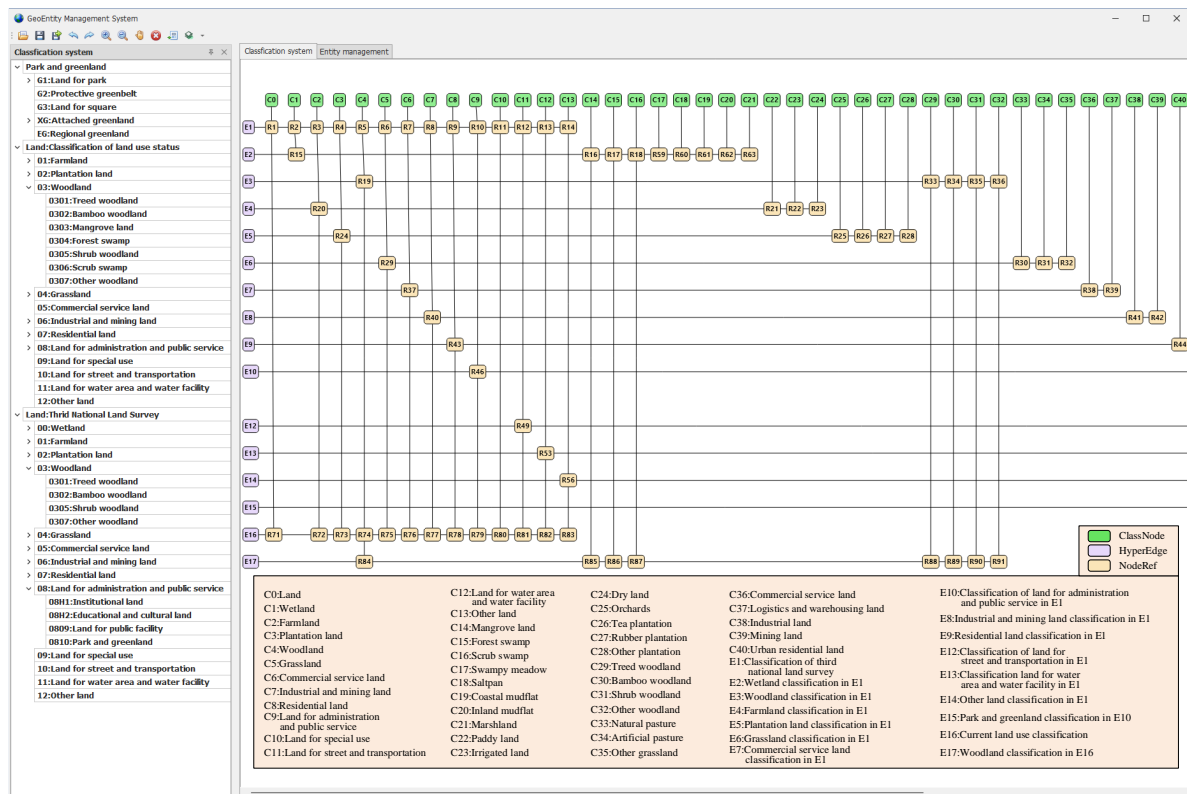 GeoEntity Management System
Classfication system
Park and greenland
G1:Land for park
G2:Protective greenbelt
G3:Land for square
XG:Attached greenland
EG:Regional greenland
Land:Classification of land use status
01:Farmland
02:Plantation land
03:Woodland
0301:Treed woodland
0302:Bamboo woodland
0303:Mangrove land
0304:Forest swamp
0305:Shrub woodland
0306:Scrub swamp
0307:Other woodland
04:Grassland
05:Commercial service land
06:Industrial and mining land
07:Residential land
08:Land for administration and public service
09:Land for special use
10:Land for street and transportation
11:Land for water area and water facility
12:Other land
Land:Thrid National Land Survey
00:Wetland
01:Farmland
02:Plantation land
03:Woodland
0301:Treed woodland
0302:Bamboo woodland
0305:Shrub woodland
0307:Other woodland
04:Grassland
05:Commercial service land
06:Industrial and mining land
07:Residential land
08:Land for administration and public service
08H1:Institutional land
08H2:Educational and cultural land
0809:Land for public facility
0810:Park and greenland
09:Land for special use
10:Land for street and transportation
11:Land for water area and water facility
12:Other land
Classfication system Entity management
C0 C1 C2 C3 C4 C5 C6 C7 C8 C9 C10 C11 C12 C13 C14 C15 C16 C17 C18 C19 C20 C21 C22 C23 C24 C25 C26 C27 C28 C29 C30 C31 C32 C33 C34 C35 C36 C37 C38 C39 C40
E1 R1 R2 R3 R4 R5 R6 R7 R8 R9 R10 R11 R12 R13 R14
E2 R15 R16 R17 R18 R59 R60 R61 R62 R63
E3 R19 R33 R34 R35 R36
E4 R20 R21 R22 R23
E5 R24 R25 R26 R27 R28
E6 R29 R30 R31 R32
E7 R37 R38 R39
E8 R40 R41 R42
E9 R43 R44
E10 R46
E12 R49
E13 R53
E14 R56
E15
E16 R71 R72 R73 R74 R75 R76 R77 R78 R79 R80 R81 R82 R83
E17 R84 R85 R86 R87 R88 R89 R90 R91
ClassNode
HyperEdge
NodeRef
C0:Land
C1:Wetland
C2:Farmland
C3:Plantation land
C4:Woodland
C5:Grassland
C6:Commercial service land
C7:Industrial and mining land
C8:Residential land
C9:Land for administration
and public service
C10:Land for special use
C11:Land for street and transportation
C12:Land for water area
and water facility
C13:Other land
C14:Mangrove land
C15:Forest swamp
C16:Scrub swamp
C17:Swampy meadow
C18:Saltpan
C19:Coastal mudflat
C20:Inland mudflat
C21:Marshland
C22:Paddy land
C23:Irrigated land
C24:Dry land
C25:Orchards
C26:Tea plantation
C27:Rubber plantation
C28:Other plantation
C29:Treed woodland
C30:Bamboo woodland
C31:Shrub woodland
C32:Other woodland
C33:Natural pasture
C34:Artificial pasture
C35:Other grassland
C36:Commercial service land
C37:Logistics and warehousing land
C38:Industrial land
C39:Mining land
C40:Urban residential land
E1:Classification of third
national land survey
E2:Wetland classification in E1
E3:Woodland classification in E1
E4:Farmland classification in E1
E5:Plantation land classification in E1
E6:Grassland classification in E1
E7:Commercial service land
classification in E1
E10:Classification of land for administration
and public service in E1
E8:Industrial and mining land classification in E1
E9:Residential land classification in E1
E12:Classification of land for
street and transportation in E1
E13:Classification land for water
area and water facility in E1
E14:Other land classification in E1
E15:Park and greenland classification in E10
E16:Current land use classification
E17:Woodland classification in E16